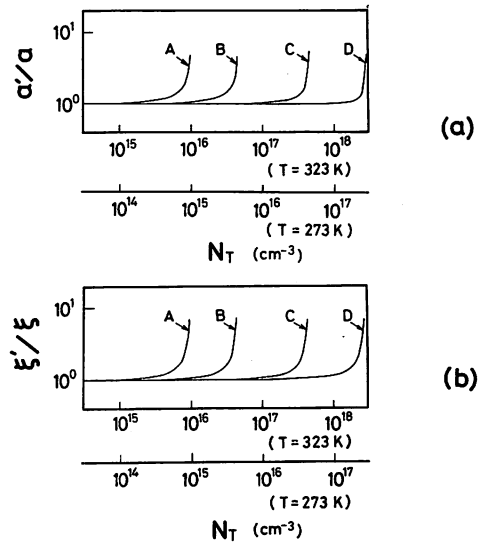 α'/α
10¹
10⁰
A B C D
10¹⁵ 10¹⁶ 10¹⁷ 10¹⁸
(T = 323 K)
10¹⁴ 10¹⁵ 10¹⁶ 10¹⁷
(T = 273 K)
N_T (cm⁻³)
(a)
ξ'/ξ
10¹
10⁰
A B C D
10¹⁵ 10¹⁶ 10¹⁷ 10¹⁸
(T = 323 K)
10¹⁴ 10¹⁵ 10¹⁶ 10¹⁷
(T = 273 K)
N_T (cm⁻³)
(b)